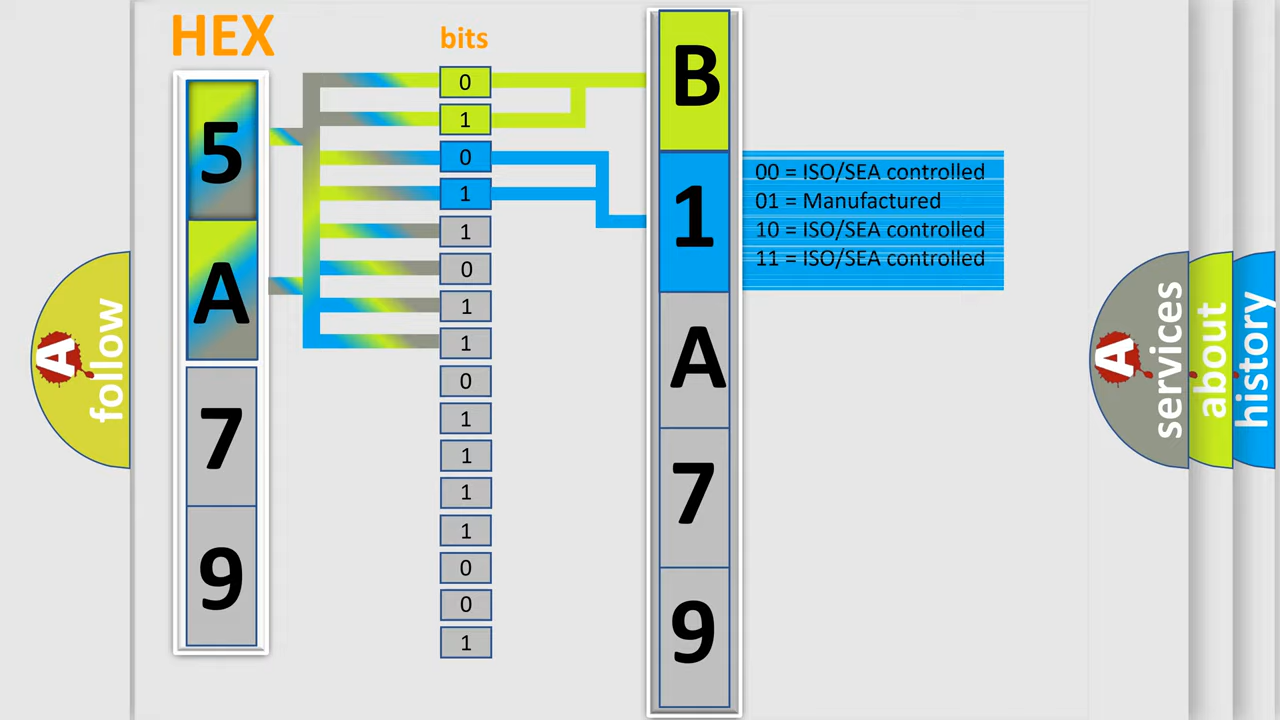 HEX
bits
5
A
7
9
0
1
0
1
1
0
1
1
0
1
1
1
1
0
0
1
B
1
A
7
9
00 = ISO/SEA controlled
01 = Manufactured
10 = ISO/SEA controlled
11 = ISO/SEA controlled
A
follow
A
services
about
history